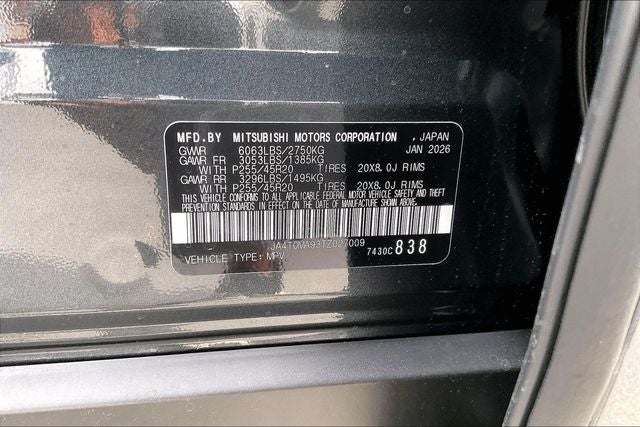 MFD.BY MITSUBISHI MOTORS CORPORATION , JAPAN
GVWR 6063LBS/2750KG JAN 2026
GAWR FR 3053LBS/1385KG
WITH P255/45R20 TIRES 20X8.0J RIMS
GAWR RR 3296LBS/1495KG
WITH P255/45R20 TIRES 20X8.0J RIMS
THIS VEHICLE CONFORMS TO ALL APPLICABLE FEDERAL MOTOR VEHICLE SAFETY AND THEFT
PREVENTION STANDARDS IN EFFECT ON THE DATE OF MANUFACTURE SHOWN ABOVE.
JA4T0VA93TZ027009
7430C 838
VEHICLE TYPE: MPV